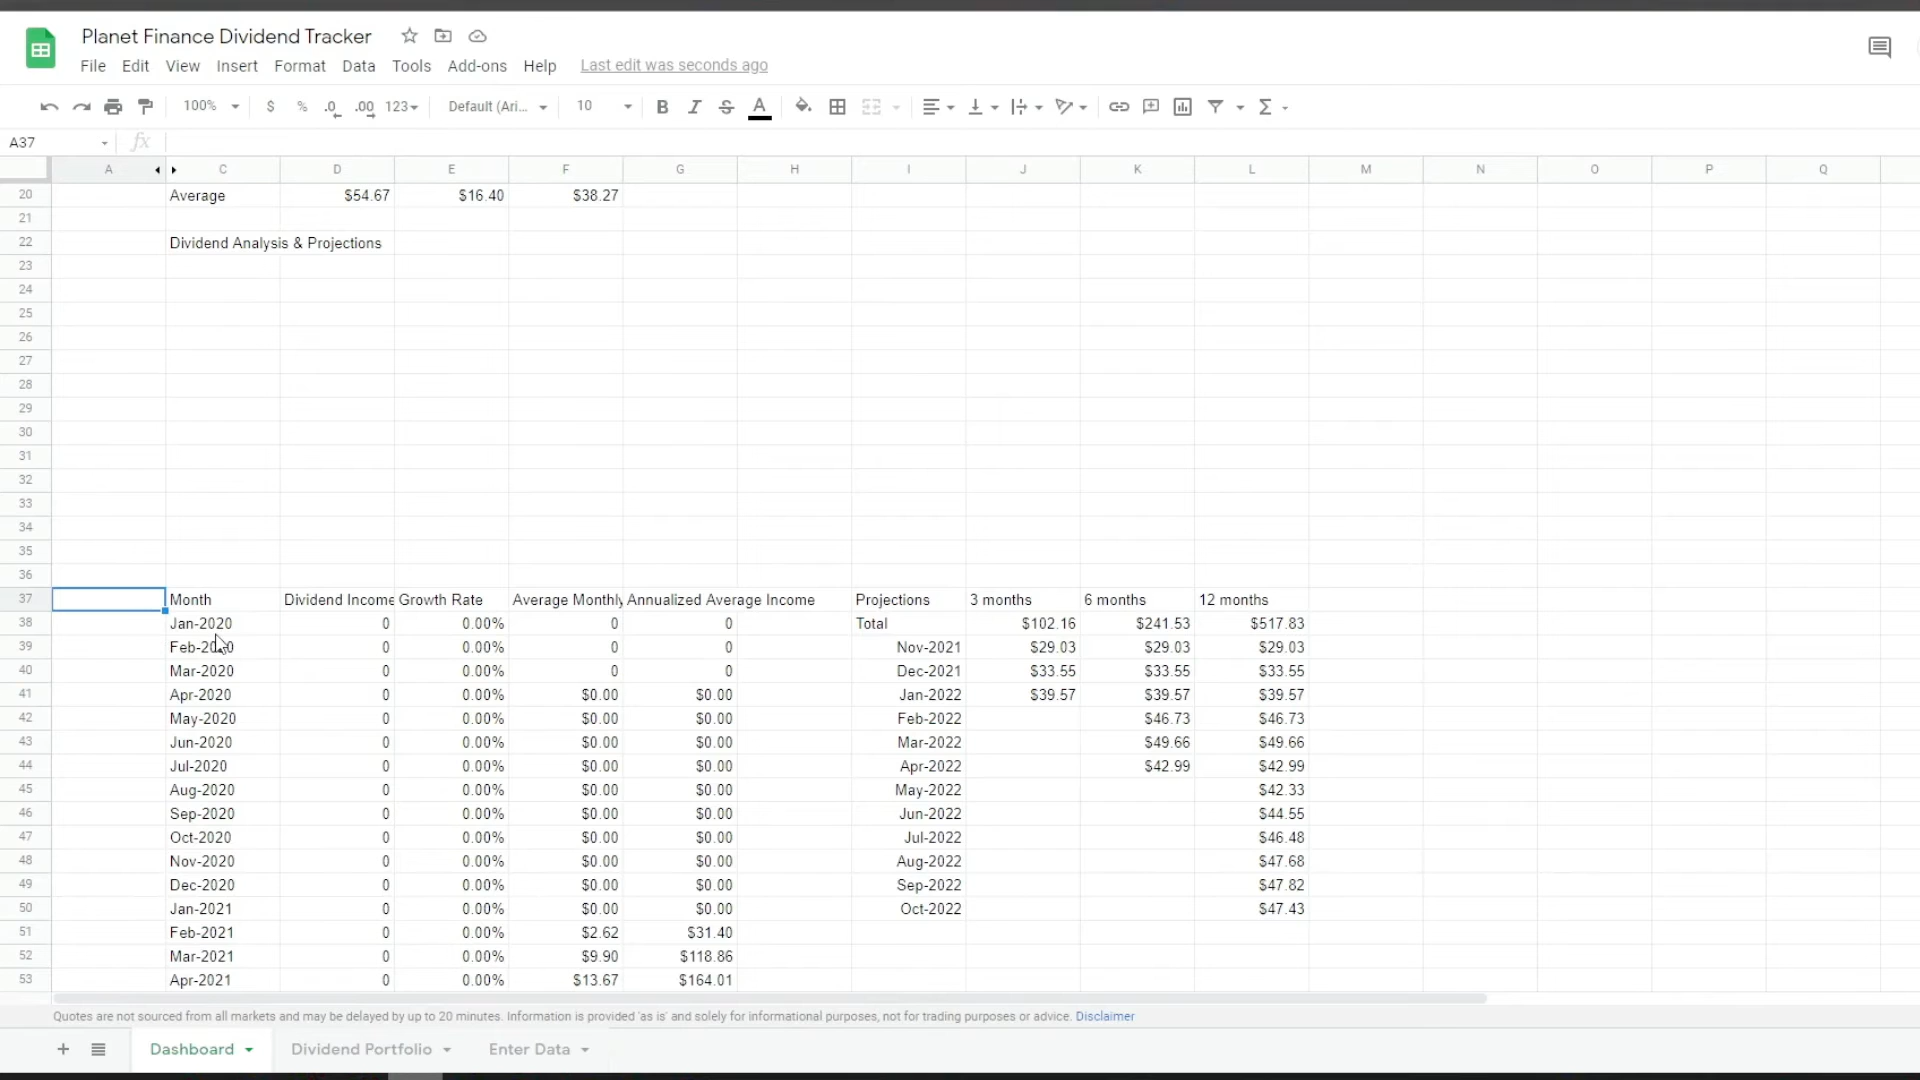 Planet Finance Dividend Tracker
File Edit View Insert Format Data Tools Add-ons Help Last edit was seconds ago
100% $ % .0 .00 123 Default (Ari... 10 B I S A
A37 fx
A C D E F G H I J K L M N O P Q
20 Average $54.67 $16.40 $38.27
21
22 Dividend Analysis & Projections
23
24
25
26
27
28
29
30
31
32
33
34
35
36
37 Month Dividend Income Growth Rate Average Monthly Annualized Average Income Projections 3 months 6 months 12 months
38 Jan-2020 0 0.00% 0 0 Total $102.16 $241.53 $517.83
39 Feb-2020 0 0.00% 0 0 Nov-2021 $29.03 $29.03 $29.03
40 Mar-2020 0 0.00% 0 0 Dec-2021 $33.55 $33.55 $33.55
41 Apr-2020 0 0.00% $0.00 $0.00 Jan-2022 $39.57 $39.57 $39.57
42 May-2020 0 0.00% $0.00 $0.00 Feb-2022 $46.73 $46.73
43 Jun-2020 0 0.00% $0.00 $0.00 Mar-2022 $49.66 $49.66
44 Jul-2020 0 0.00% $0.00 $0.00 Apr-2022 $42.99 $42.99
45 Aug-2020 0 0.00% $0.00 $0.00 May-2022 $42.33
46 Sep-2020 0 0.00% $0.00 $0.00 Jun-2022 $44.55
47 Oct-2020 0 0.00% $0.00 $0.00 Jul-2022 $46.48
48 Nov-2020 0 0.00% $0.00 $0.00 Aug-2022 $47.68
49 Dec-2020 0 0.00% $0.00 $0.00 Sep-2022 $47.82
50 Jan-2021 0 0.00% $0.00 $0.00 Oct-2022 $47.43
51 Feb-2021 0 0.00% $2.62 $31.40
52 Mar-2021 0 0.00% $9.90 $118.86
53 Apr-2021 0 0.00% $13.67 $164.01
Quotes are not sourced from all markets and may be delayed by up to 20 minutes. Information is provided 'as is' and solely for informational purposes, not for trading purposes or advice. Disclaimer
Dashboard Dividend Portfolio Enter Data